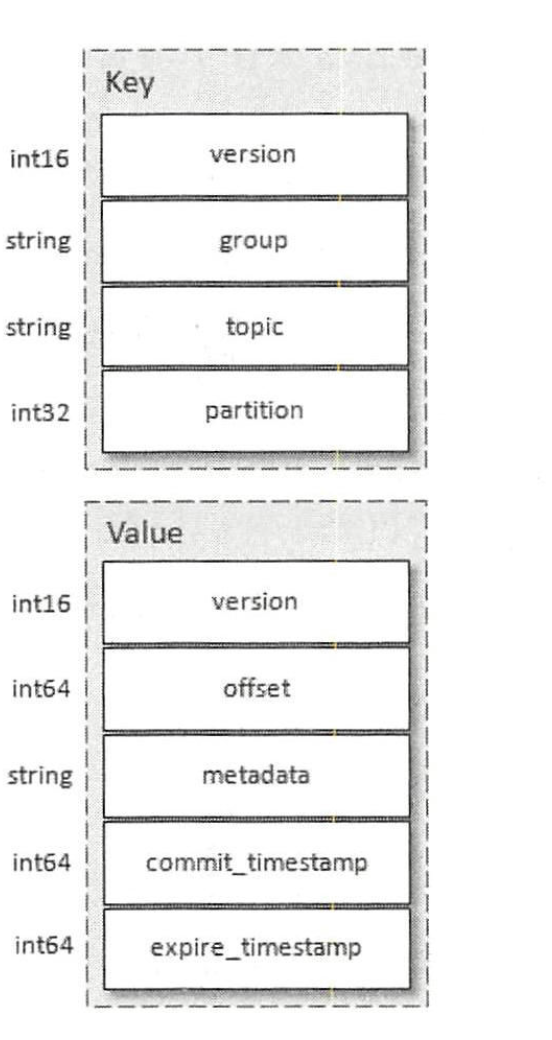 Key
int16 version
string group
string topic
int32 partition
Value
int16 version
int64 offset
string metadata
int64 commit_timestamp
int64 expire_timestamp